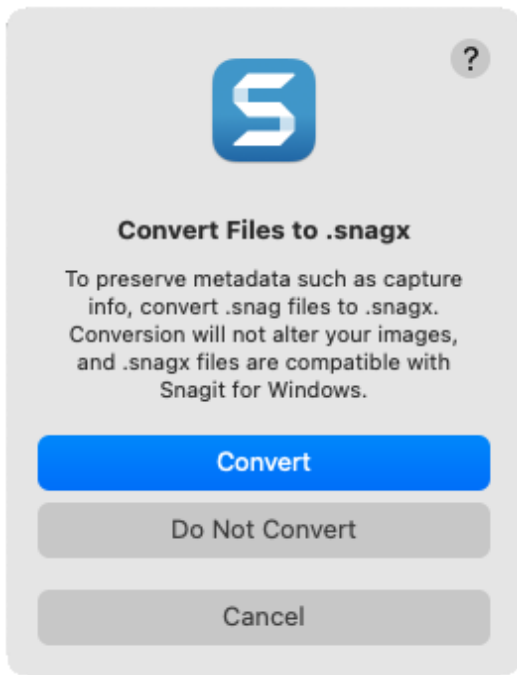 ?
Convert Files to .snagx
To preserve metadata such as capture
info, convert .snag files to .snagx.
Conversion will not alter your images,
and .snagx files are compatible with
Snagit for Windows.
Convert
Do Not Convert
Cancel